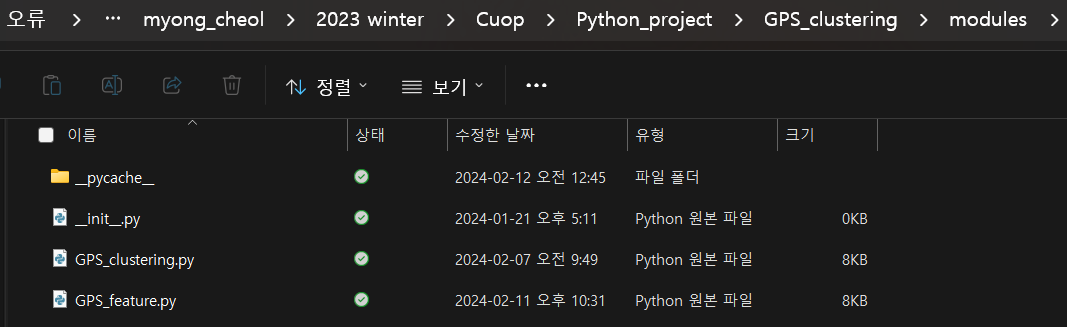 오류 > ... myong_cheol > 2023 winter > Cuop > Python_project > GPS_clustering > modules >
정렬 보기 ...
이름 상태 수정한 날짜 유형 크기
__pycache__ 2024-02-12 오전 12:45 파일 폴더
__init__.py 2024-01-21 오후 5:11 Python 원본 파일 0KB
GPS_clustering.py 2024-02-07 오전 9:49 Python 원본 파일 8KB
GPS_feature.py 2024-02-11 오후 10:31 Python 원본 파일 8KB